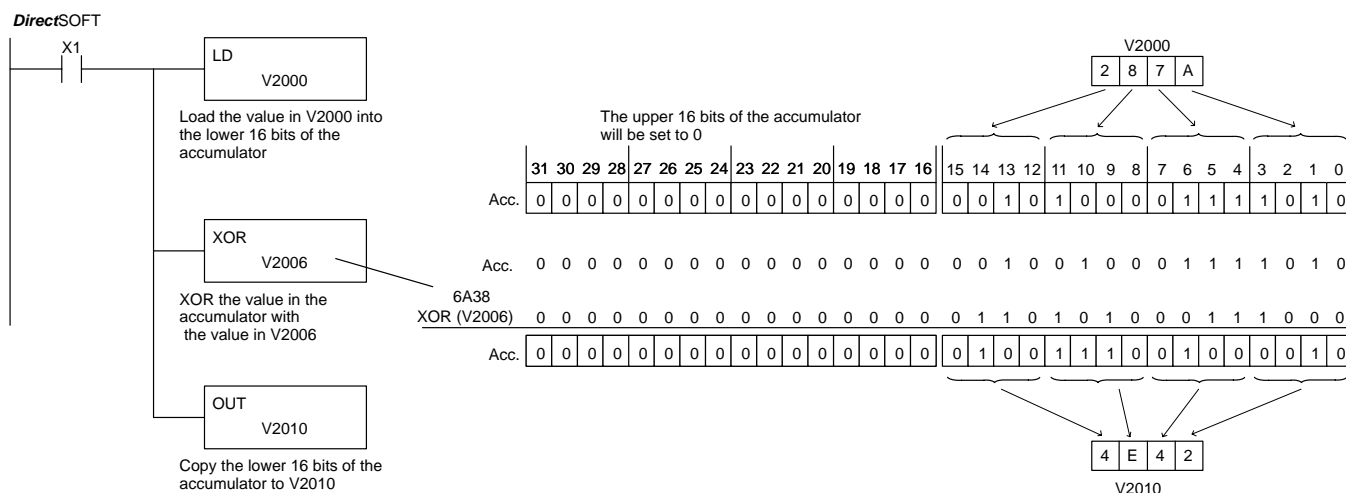 DirectSOFT
X1
LD
V2000
Load the value in V2000 into
the lower 16 bits of the
accumulator
V2000
2 8 7 A
The upper 16 bits of the accumulator
will be set to 0
31 30 29 28 27 26 25 24 23 22 21 20 19 18 17 16 15 14 13 12 11 10 9 8 7 6 5 4 3 2 1 0
Acc. 0 0 0 0 0 0 0 0 0 0 0 0 0 0 0 0 0 0 1 0 1 0 0 0 0 1 1 1 1 0 1 0
XOR
V2006
XOR the value in the
accumulator with
the value in V2006
Acc. 0 0 0 0 0 0 0 0 0 0 0 0 0 0 0 0 0 0 1 0 0 1 0 0 0 1 1 1 1 0 1 0
6A38
XOR (V2006) 0 0 0 0 0 0 0 0 0 0 0 0 0 0 0 0 0 1 1 0 1 0 1 0 0 0 1 1 1 0 0 0
Acc. 0 0 0 0 0 0 0 0 0 0 0 0 0 0 0 0 0 1 0 0 1 1 1 0 0 1 0 0 0 0 1 0
OUT
V2010
Copy the lower 16 bits of the
accumulator to V2010
4 E 4 2
V2010